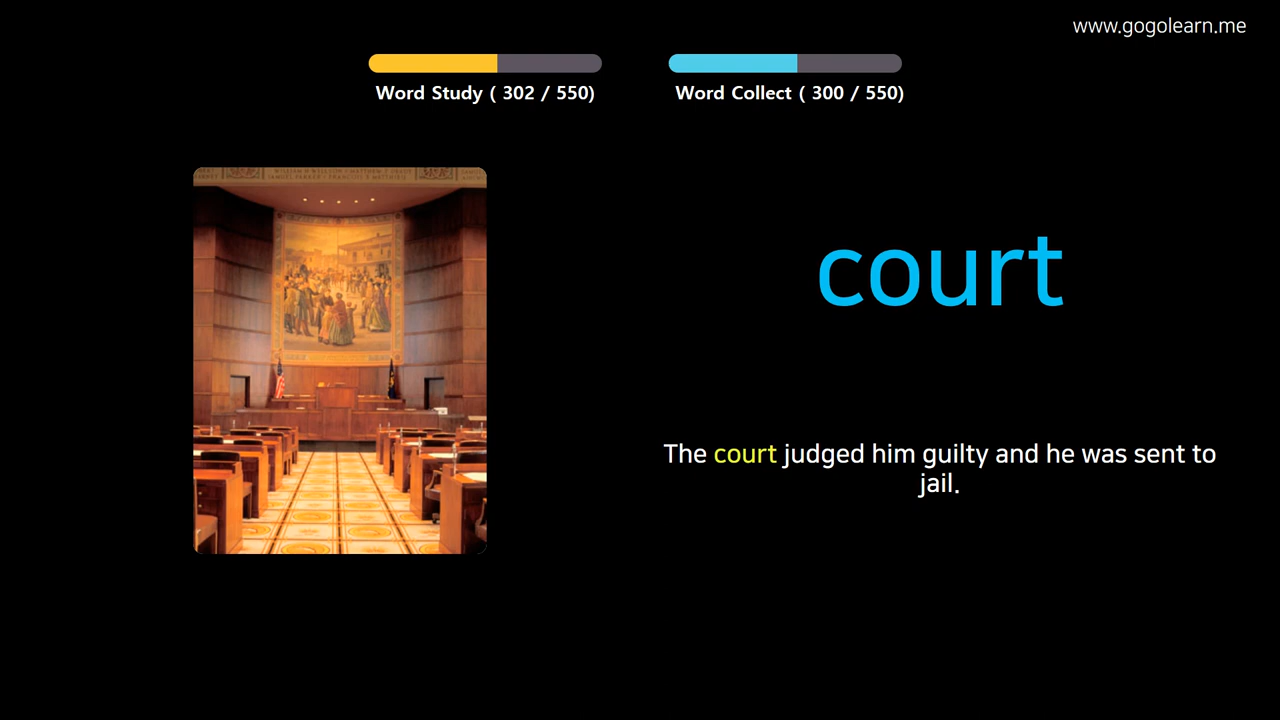 www.gogolearn.me
Word Study ( 302 / 550)
Word Collect ( 300 / 550)
court
The court judged him guilty and he was sent to
jail.